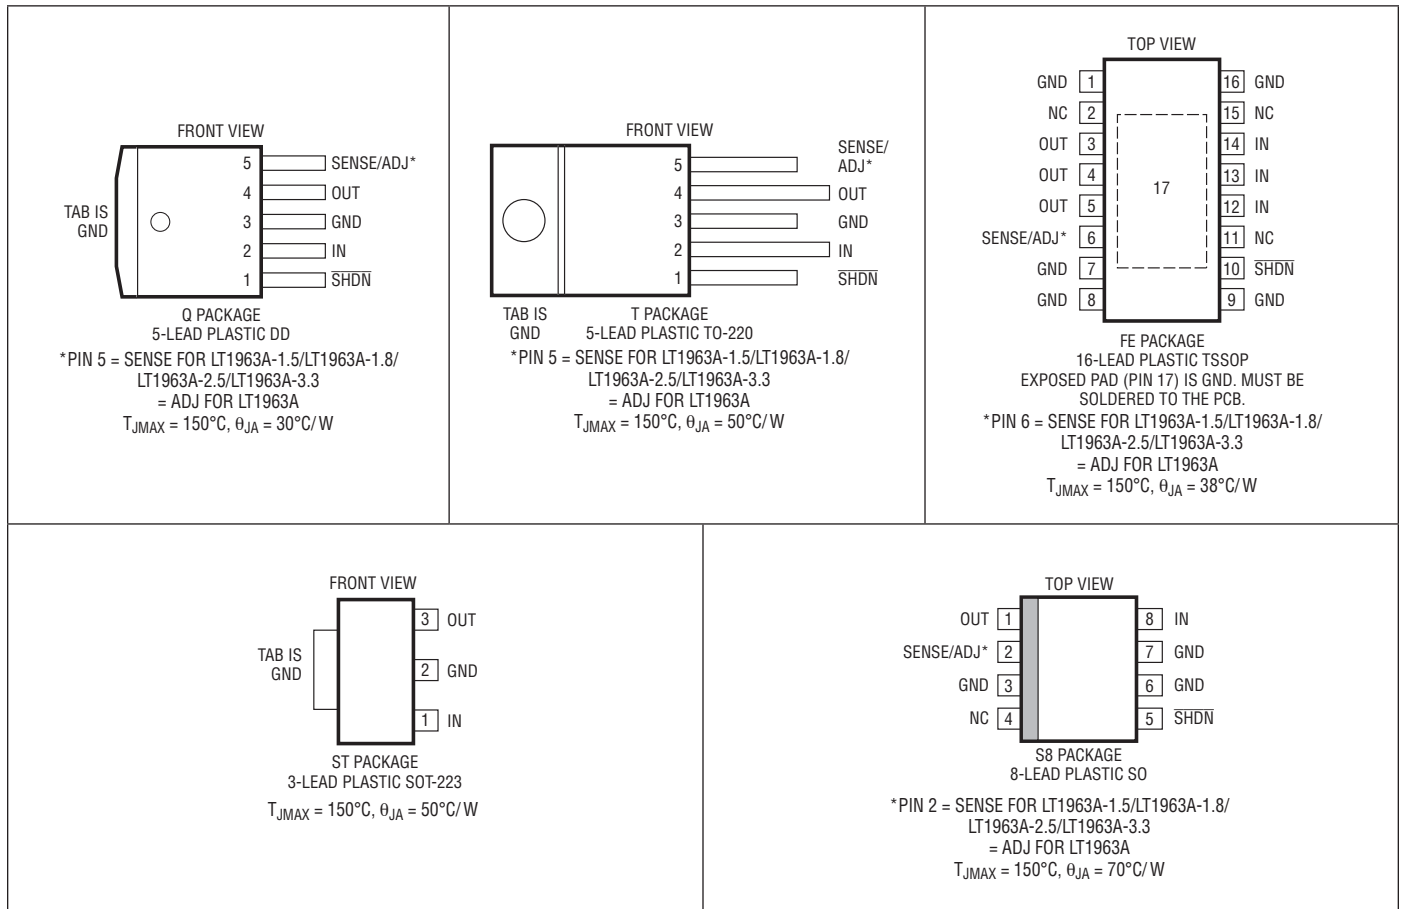 FRONT VIEW
TAB IS
GND
5 SENSE/ADJ*
4 OUT
3 GND
2 IN
1 SHDN
Q PACKAGE
5-LEAD PLASTIC DD
*PIN 5 = SENSE FOR LT1963A-1.5/LT1963A-1.8/
LT1963A-2.5/LT1963A-3.3
= ADJ FOR LT1963A
TJMAX = 150°C, θJA = 30°C/W
FRONT VIEW
5 SENSE/
ADJ*
4 OUT
3 GND
2 IN
1 SHDN
TAB IS
GND
T PACKAGE
5-LEAD PLASTIC TO-220
*PIN 5 = SENSE FOR LT1963A-1.5/LT1963A-1.8/
LT1963A-2.5/LT1963A-3.3
= ADJ FOR LT1963A
TJMAX = 150°C, θJA = 50°C/W
TOP VIEW
GND 1 16 GND
NC 2 15 NC
OUT 3 14 IN
OUT 4 13 IN
17
OUT 5 12 IN
SENSE/ADJ* 6 11 NC
GND 7 10 SHDN
GND 8 9 GND
FE PACKAGE
16-LEAD PLASTIC TSSOP
EXPOSED PAD (PIN 17) IS GND. MUST BE
SOLDERED TO THE PCB.
*PIN 6 = SENSE FOR LT1963A-1.5/LT1963A-1.8/
LT1963A-2.5/LT1963A-3.3
= ADJ FOR LT1963A
TJMAX = 150°C, θJA = 38°C/W
FRONT VIEW
3 OUT
TAB IS
GND
2 GND
1 IN
ST PACKAGE
3-LEAD PLASTIC SOT-223
TJMAX = 150°C, θJA = 50°C/W
TOP VIEW
OUT 1 8 IN
SENSE/ADJ* 2 7 GND
GND 3 6 GND
NC 4 5 SHDN
S8 PACKAGE
8-LEAD PLASTIC SO
*PIN 2 = SENSE FOR LT1963A-1.5/LT1963A-1.8/
LT1963A-2.5/LT1963A-3.3
= ADJ FOR LT1963A
TJMAX = 150°C, θJA = 70°C/W